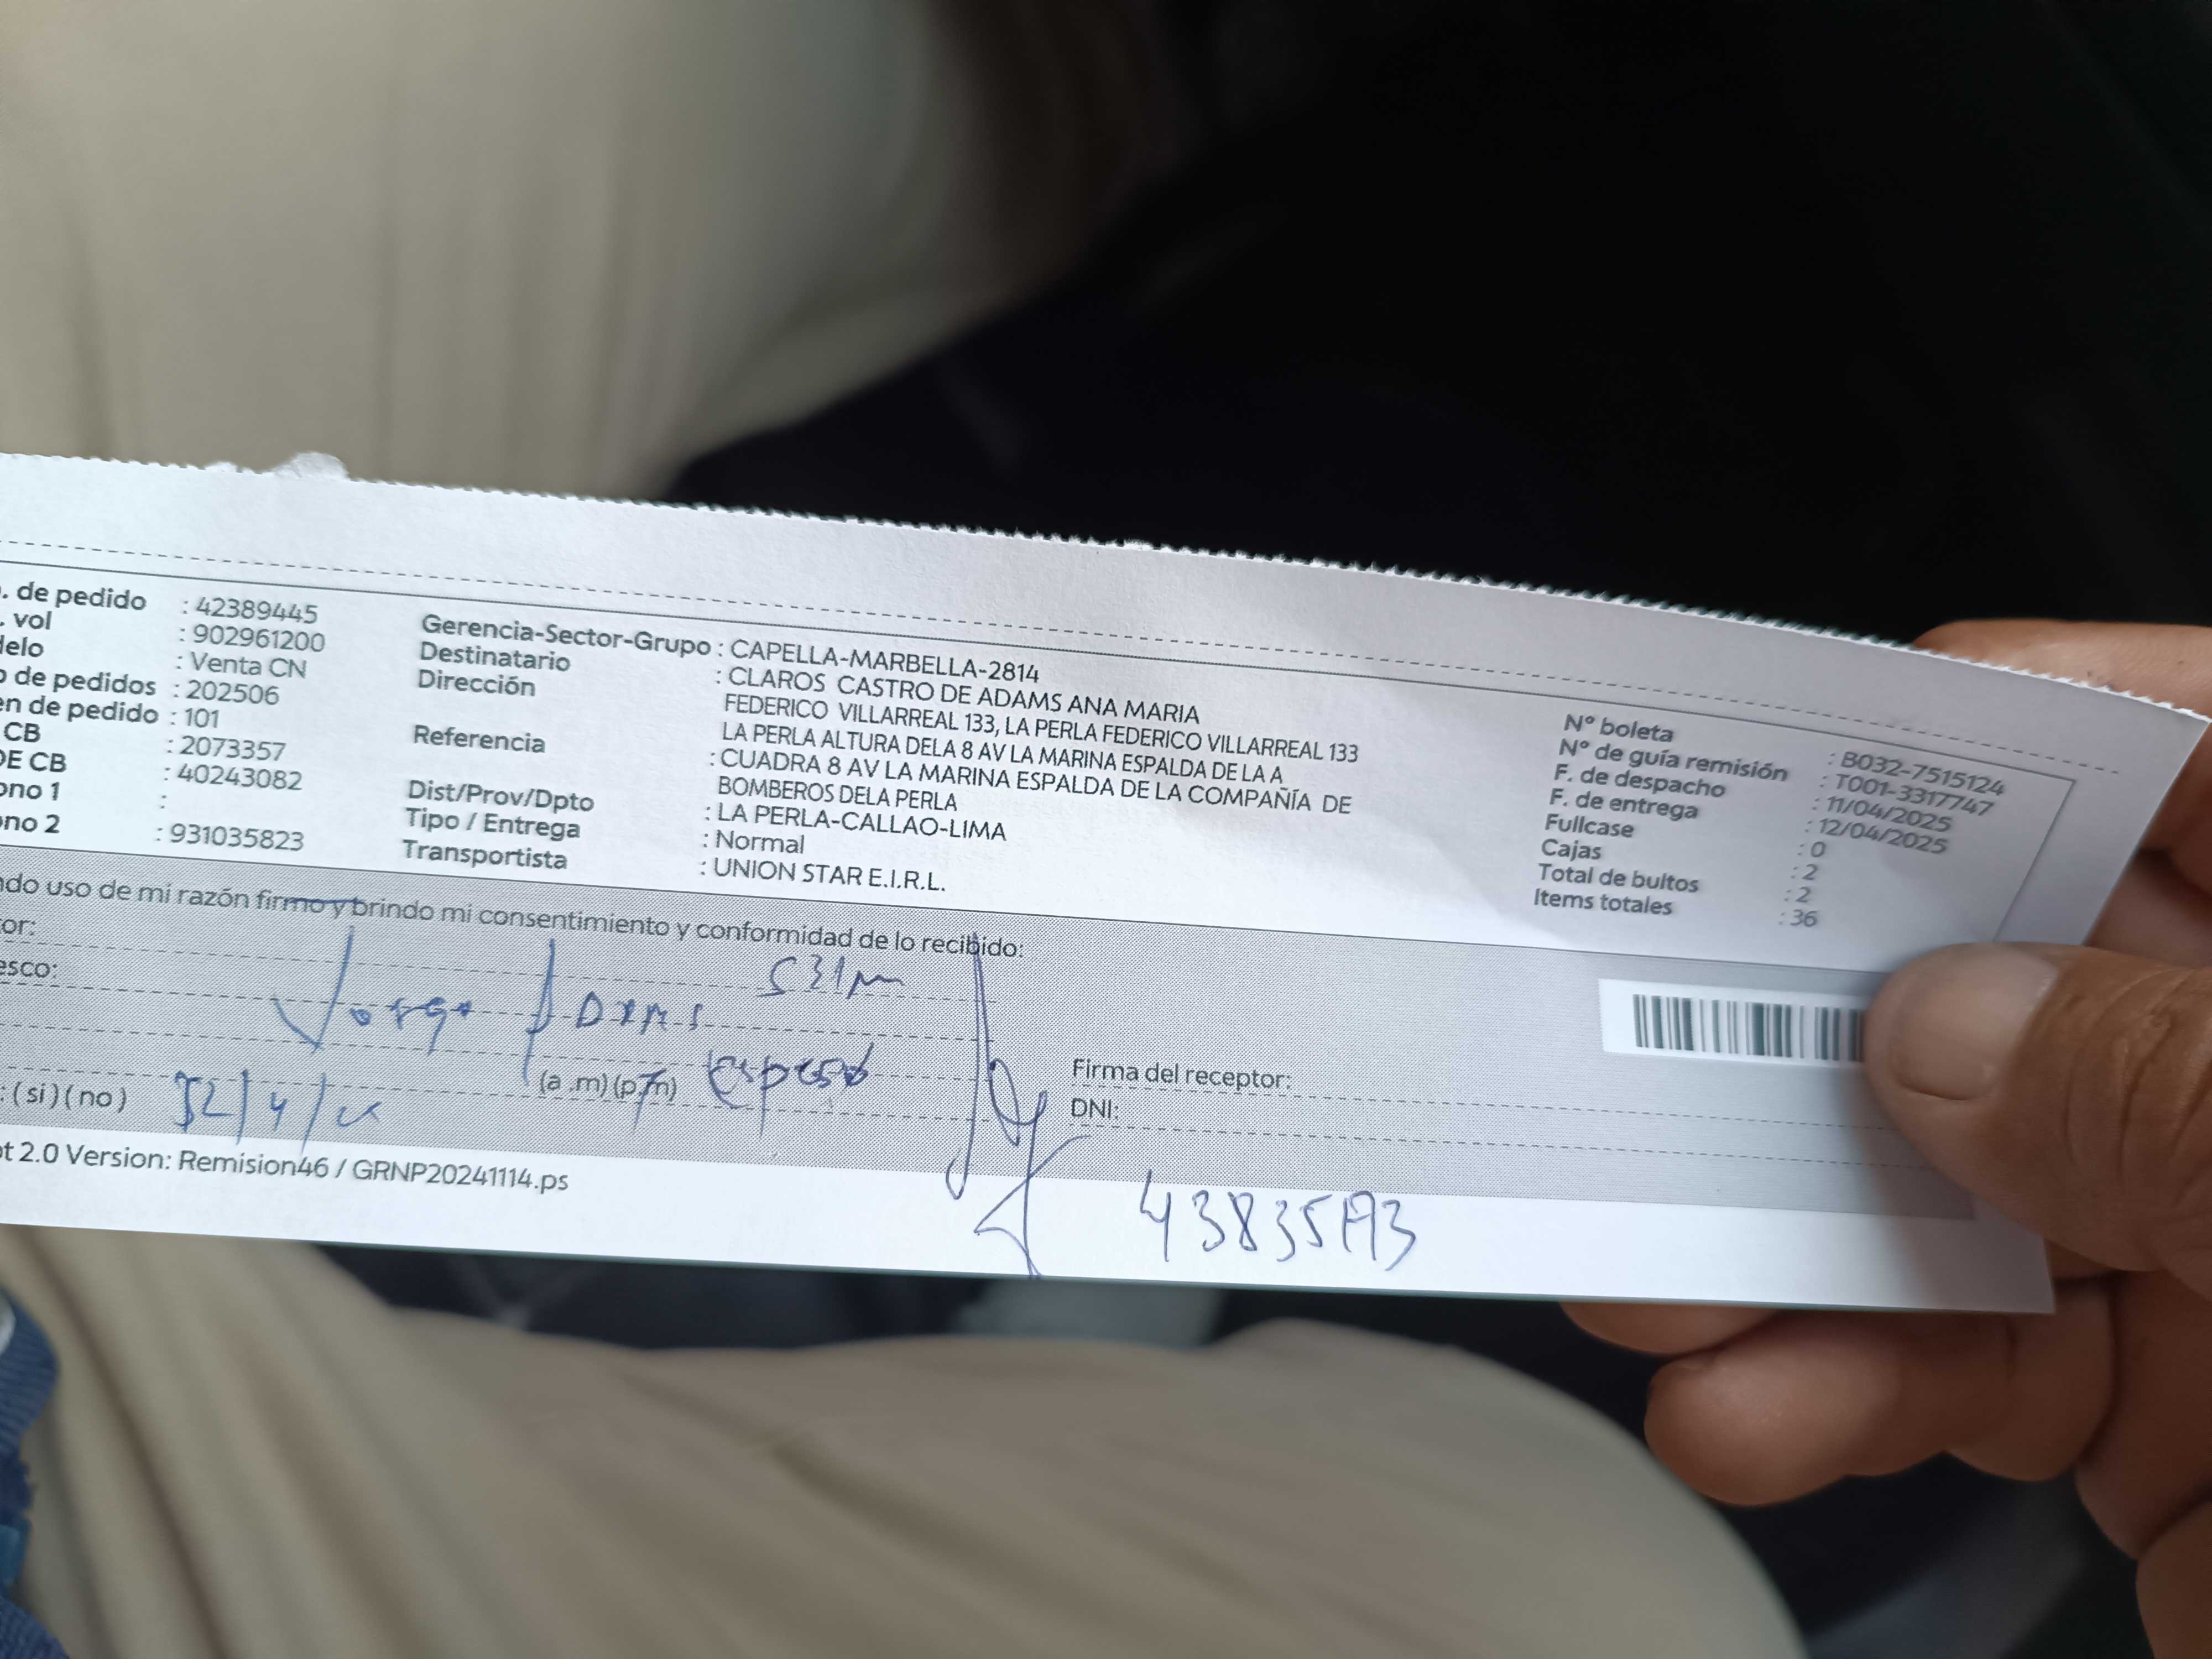 . de pedido : 42389445
. vol : 902961200
delo : Venta CN
o de pedidos : 202506
en de pedido : 101
CB : 2073357
DE CB : 40243082
ono 1 :
ono 2 : 931035823
Gerencia-Sector-Grupo : CAPELLA-MARBELLA-2814
Destinatario : CLAROS CASTRO DE ADAMS ANA MARIA
Dirección FEDERICO VILLARREAL 133, LA PERLA FEDERICO VILLARREAL 133
LA PERLA ALTURA DELA 8 AV LA MARINA ESPALDA DE LA A
Referencia : CUADRA 8 AV LA MARINA ESPALDA DE LA COMPAÑÍA DE
BOMBEROS DELA PERLA
Dist/Prov/Dpto : LA PERLA-CALLAO-LIMA
Tipo / Entrega : Normal
Transportista : UNION STAR E.I.R.L.
Nº boleta : B032-7515124
Nº de guía remisión : T001-3317747
F. de despacho : 11/04/2025
F. de entrega : 12/04/2025
Fullcase : 0
Cajas : 2
Total de bultos : 2
Items totales : 36
ndo uso de mi razón firmo y brindo mi consentimiento y conformidad de lo recibido:
tor:
esco:
Jorge Adams
(a .m) (p.m) esposo
: ( si ) ( no )
Firma del receptor:
DNI:
pt 2.0 Version: Remision46 / GRNP20241114.ps